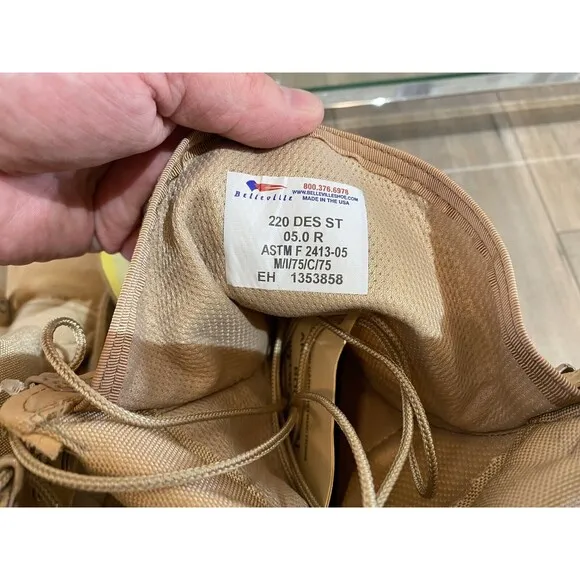 Belleville
800.376.6978
WWW.BELLEVILLESHOE.COM
MADE IN THE USA
220 DES ST
05.0 R
ASTM F 2413-05
M/I/75/C/75
EH 1353858